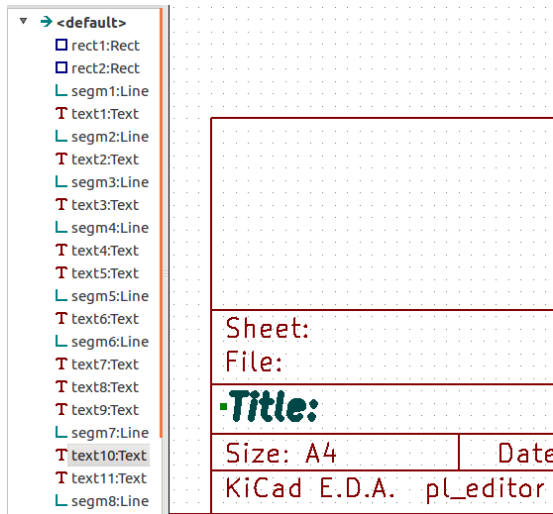 <default>
rect1:Rect
rect2:Rect
segm1:Line
text1:Text
segm2:Line
text2:Text
segm3:Line
text3:Text
segm4:Line
text4:Text
text5:Text
segm5:Line
text6:Text
segm6:Line
text7:Text
text8:Text
text9:Text
segm7:Line
text10:Text
text11:Text
segm8:Line
Sheet:
File:
Title:
Size: A4 Date
KiCad E.D.A. pl_editor